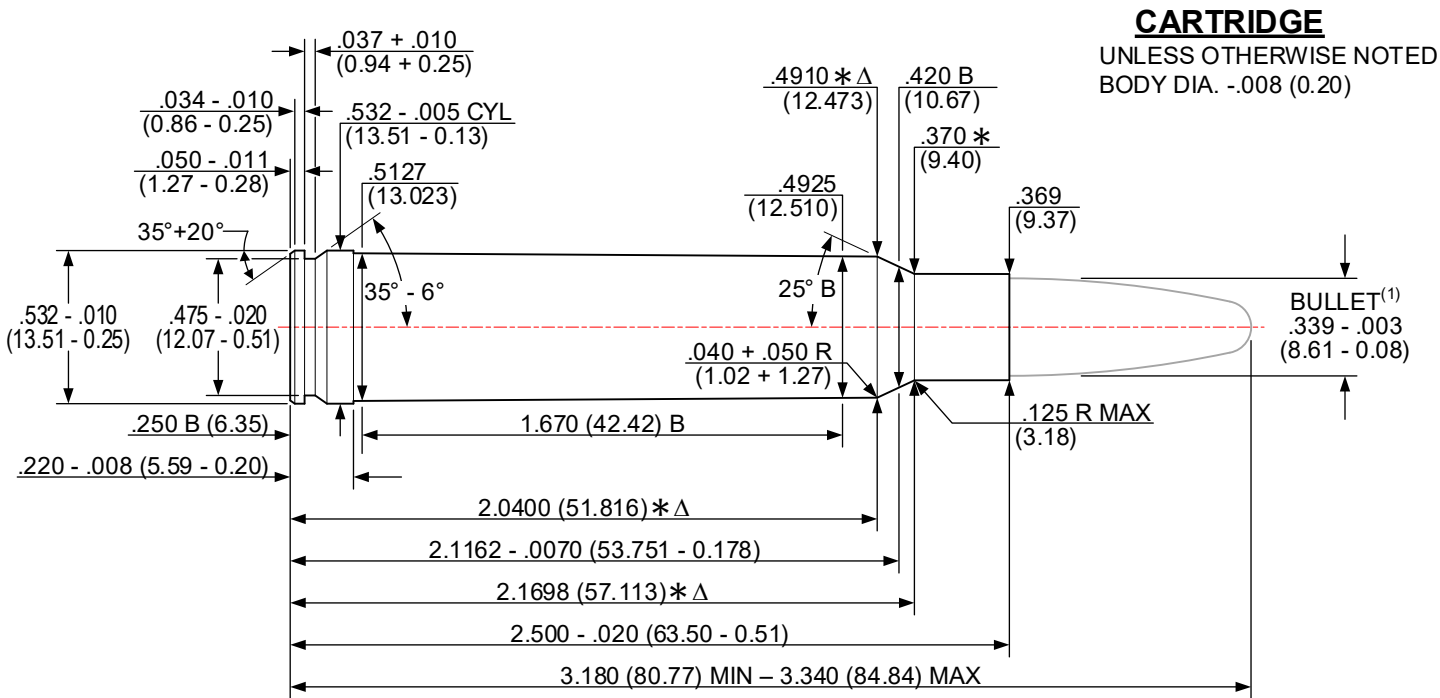 CARTRIDGE
UNLESS OTHERWISE NOTED
BODY DIA. -.008 (0.20)
.037 + .010
(0.94 + 0.25)
.034 - .010
(0.86 - 0.25)
.532 - .005 CYL
(13.51 - 0.13)
.4910 * Δ
(12.473)
.420 B
(10.67)
.370 *
(9.40)
.050 - .011
(1.27 - 0.28)
.5127
(13.023)
.4925
(12.510)
.369
(9.37)
35°+20°
35° - 6°
25° B
.532 - .010
(13.51 - 0.25)
.475 - .020
(12.07 - 0.51)
BULLET(1)
.339 - .003
(8.61 - 0.08)
.040 + .050 R
(1.02 + 1.27)
.250 B (6.35)
1.670 (42.42) B
.125 R MAX
(3.18)
.220 - .008 (5.59 - 0.20)
2.0400 (51.816) * Δ
2.1162 - .0070 (53.751 - 0.178)
2.1698 (57.113) * Δ
2.500 - .020 (63.50 - 0.51)
3.180 (80.77) MIN – 3.340 (84.84) MAX